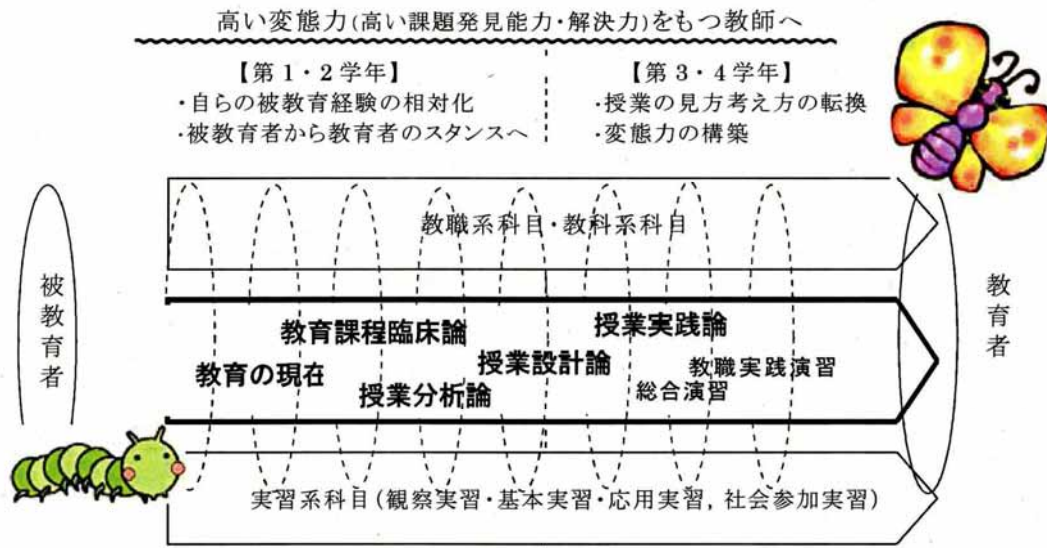 高い変態力(高い課題発見能力・解決力)をもつ教師へ
【第1・2学年】
・自らの被教育経験の相対化
・被教育者から教育者のスタンスへ
【第3・4学年】
・授業の見方考え方の転換
・変態力の構築
教職系科目・教科系科目
被教育者
教育者
教育課程臨床論
授業実践論
教育の現在
授業設計論
教職実践演習
授業分析論
総合演習
実習系科目(観察実習・基本実習・応用実習, 社会参加実習)